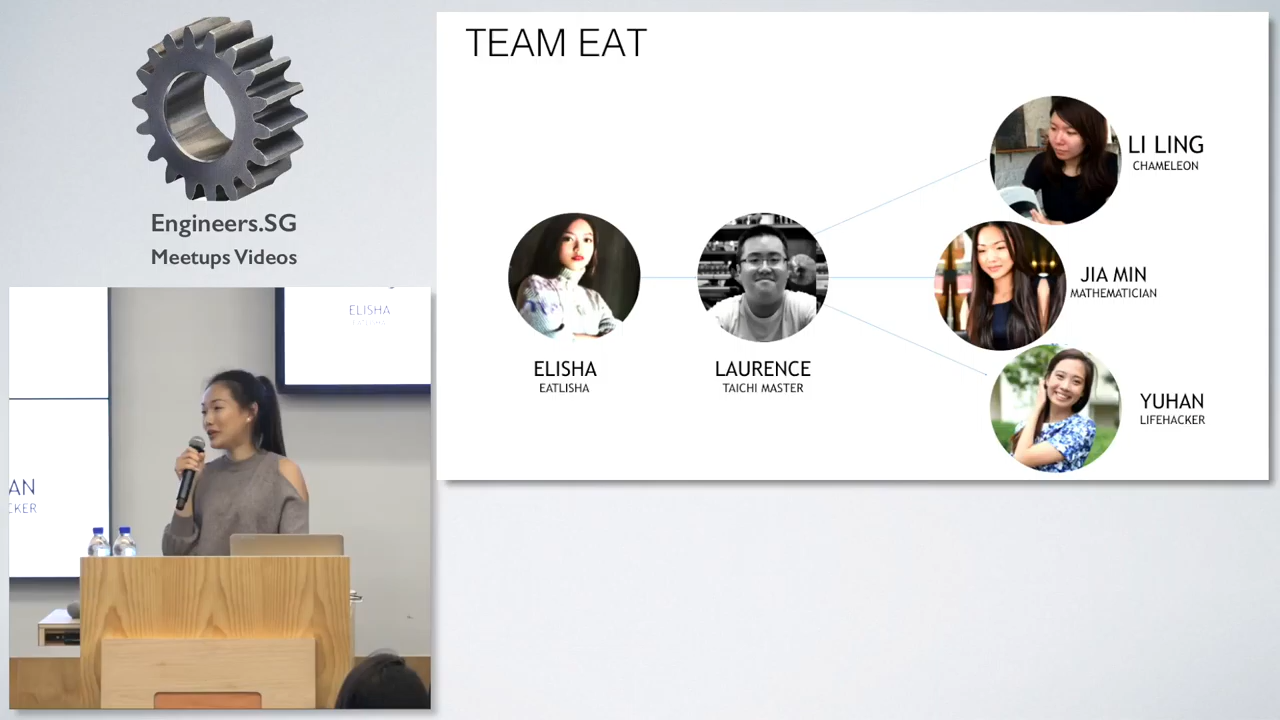 Engineers.SG
Meetups Videos
TEAM EAT
LI LING
CHAMELEON
JIA MIN
MATHEMATICIAN
YUHAN
LIFEHACKER
ELISHA
EATLISHA
LAURENCE
TAICHI MASTER
ELISHA
AN
CKER